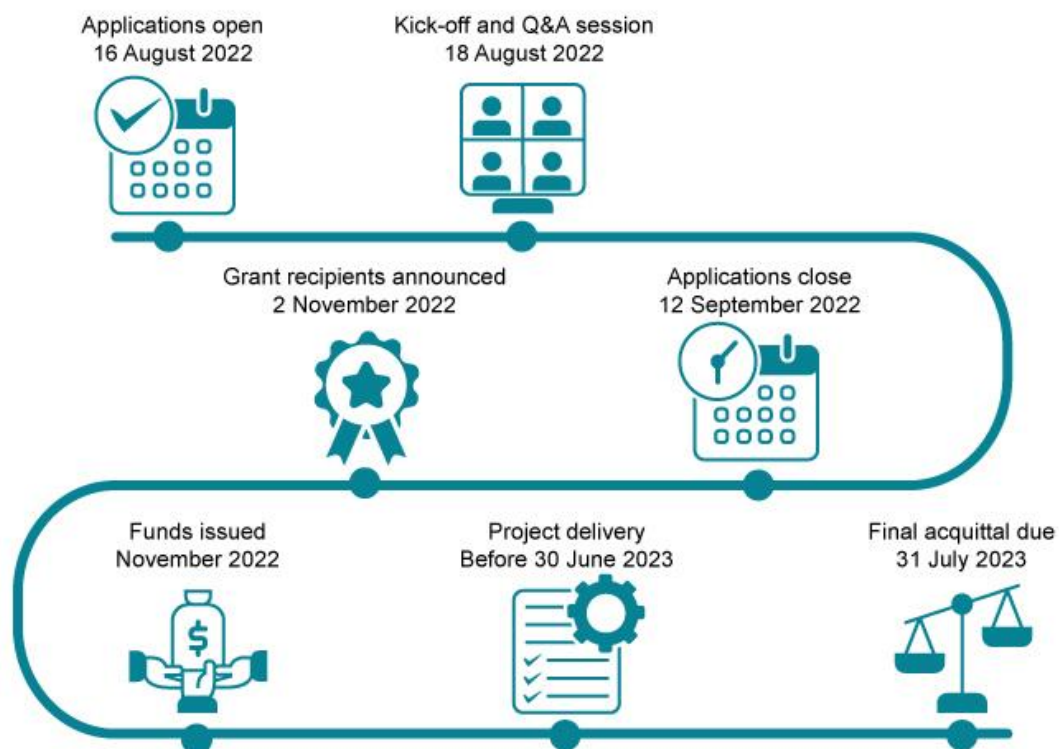 Applications open
16 August 2022
Kick-off and Q&A session
18 August 2022
Applications close
12 September 2022
Grant recipients announced
2 November 2022
Funds issued
November 2022
$
Project delivery
Before 30 June 2023
Final acquittal due
31 July 2023